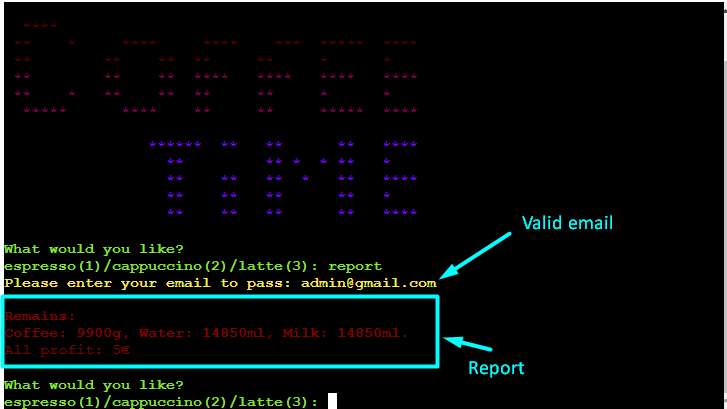 COFFEE
TIME
What would you like?
espresso(1)/cappuccino(2)/latte(3): report
Please enter your email to pass: admin@gmail.com
Remains:
Coffee: 9900g, Water: 14850ml, Milk: 14850ml.
All profit: 5€
What would you like?
espresso(1)/cappuccino(2)/latte(3):
Valid email
Report